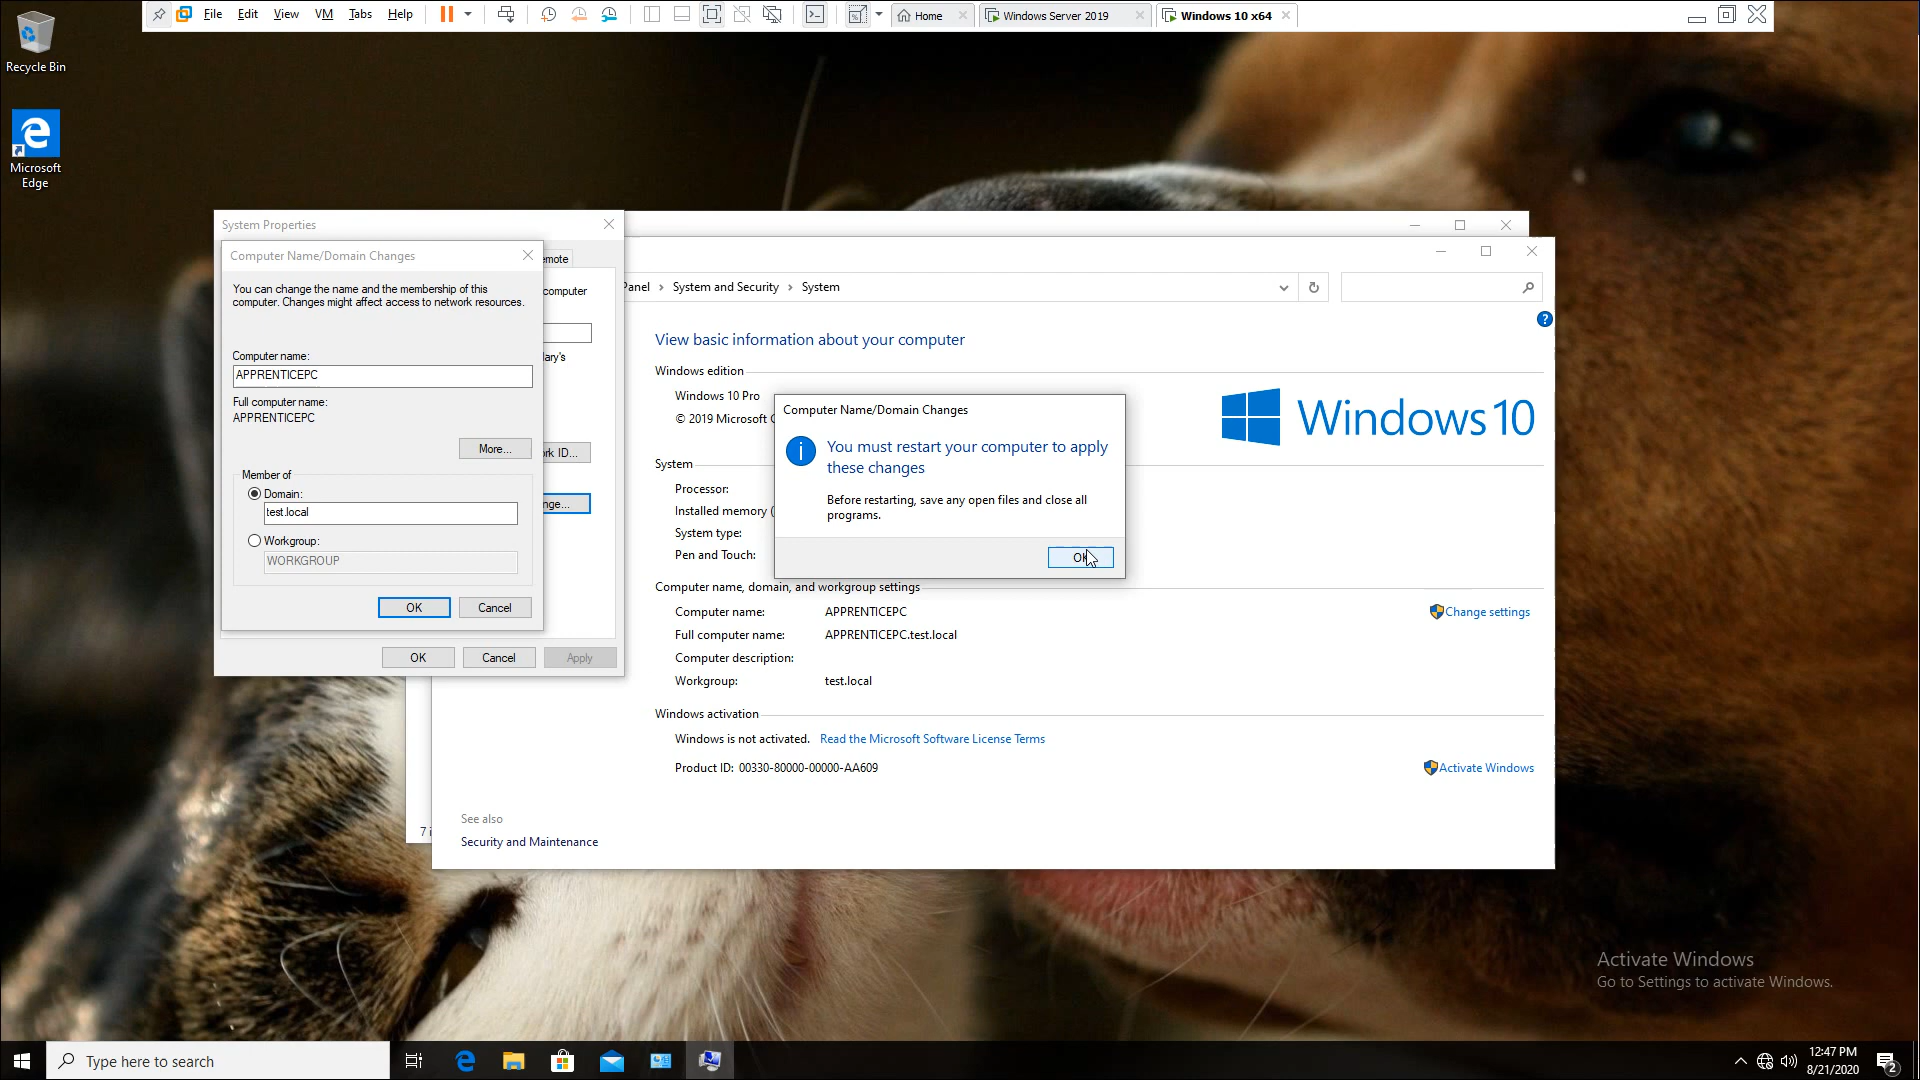 File Edit View VM Tabs Help
Home Windows Server 2019 Windows 10 x64
Recycle Bin
Microsoft
Edge
System Properties
Computer Name/Domain Changes
emote
You can change the name and the membership of this
computer. Changes might affect access to network resources.
computer
Computer name:
lary's
APPRENTICEPC
Full computer name:
APPRENTICEPC
More...
rk ID...
Member of
Domain:
test.local
nge...
Workgroup:
WORKGROUP
OK Cancel
OK Cancel Apply
Panel > System and Security > System
View basic information about your computer
Windows edition
Windows 10 Pro
© 2019 Microsoft C
Windows 10
System
Processor:
Installed memory (
System type:
Pen and Touch:
Computer Name/Domain Changes
You must restart your computer to apply
these changes
Before restarting, save any open files and close all
programs.
OK
Computer name, domain, and workgroup settings
Computer name: APPRENTICEPC
Change settings
Full computer name: APPRENTICEPC.test.local
Computer description:
Workgroup: test.local
Windows activation
Windows is not activated. Read the Microsoft Software License Terms
Product ID: 00330-80000-00000-AA609
Activate Windows
See also
7 i
Security and Maintenance
Activate Windows
Go to Settings to activate Windows.
Type here to search
12:47 PM
8/21/2020
2